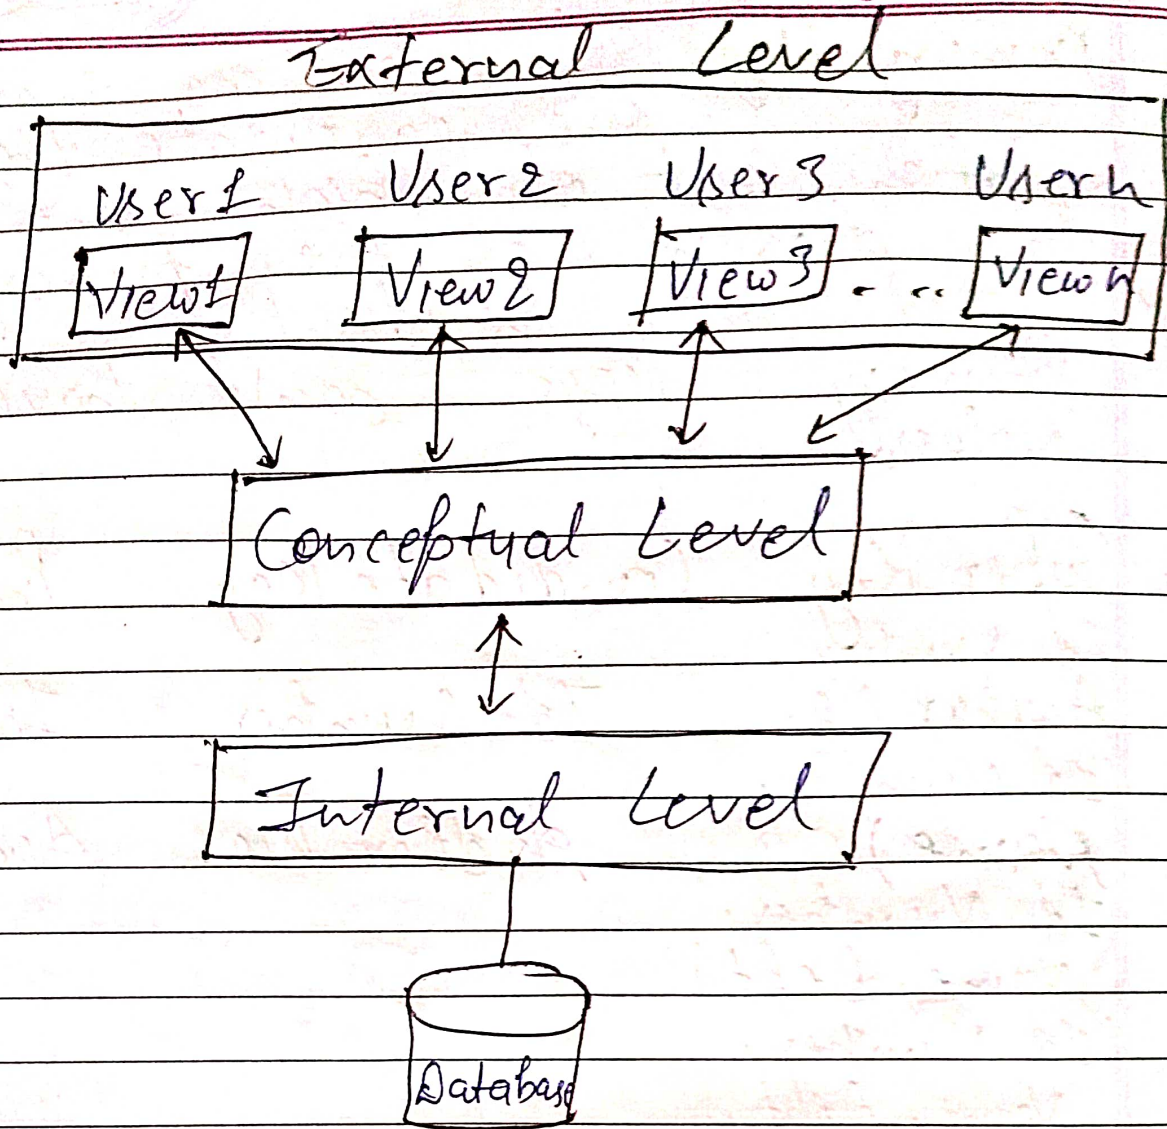 External Level
User1 User2 User3 Usern
View1 View2 View3 . .. Viewn
Conceptual Level
Internal Level
Database